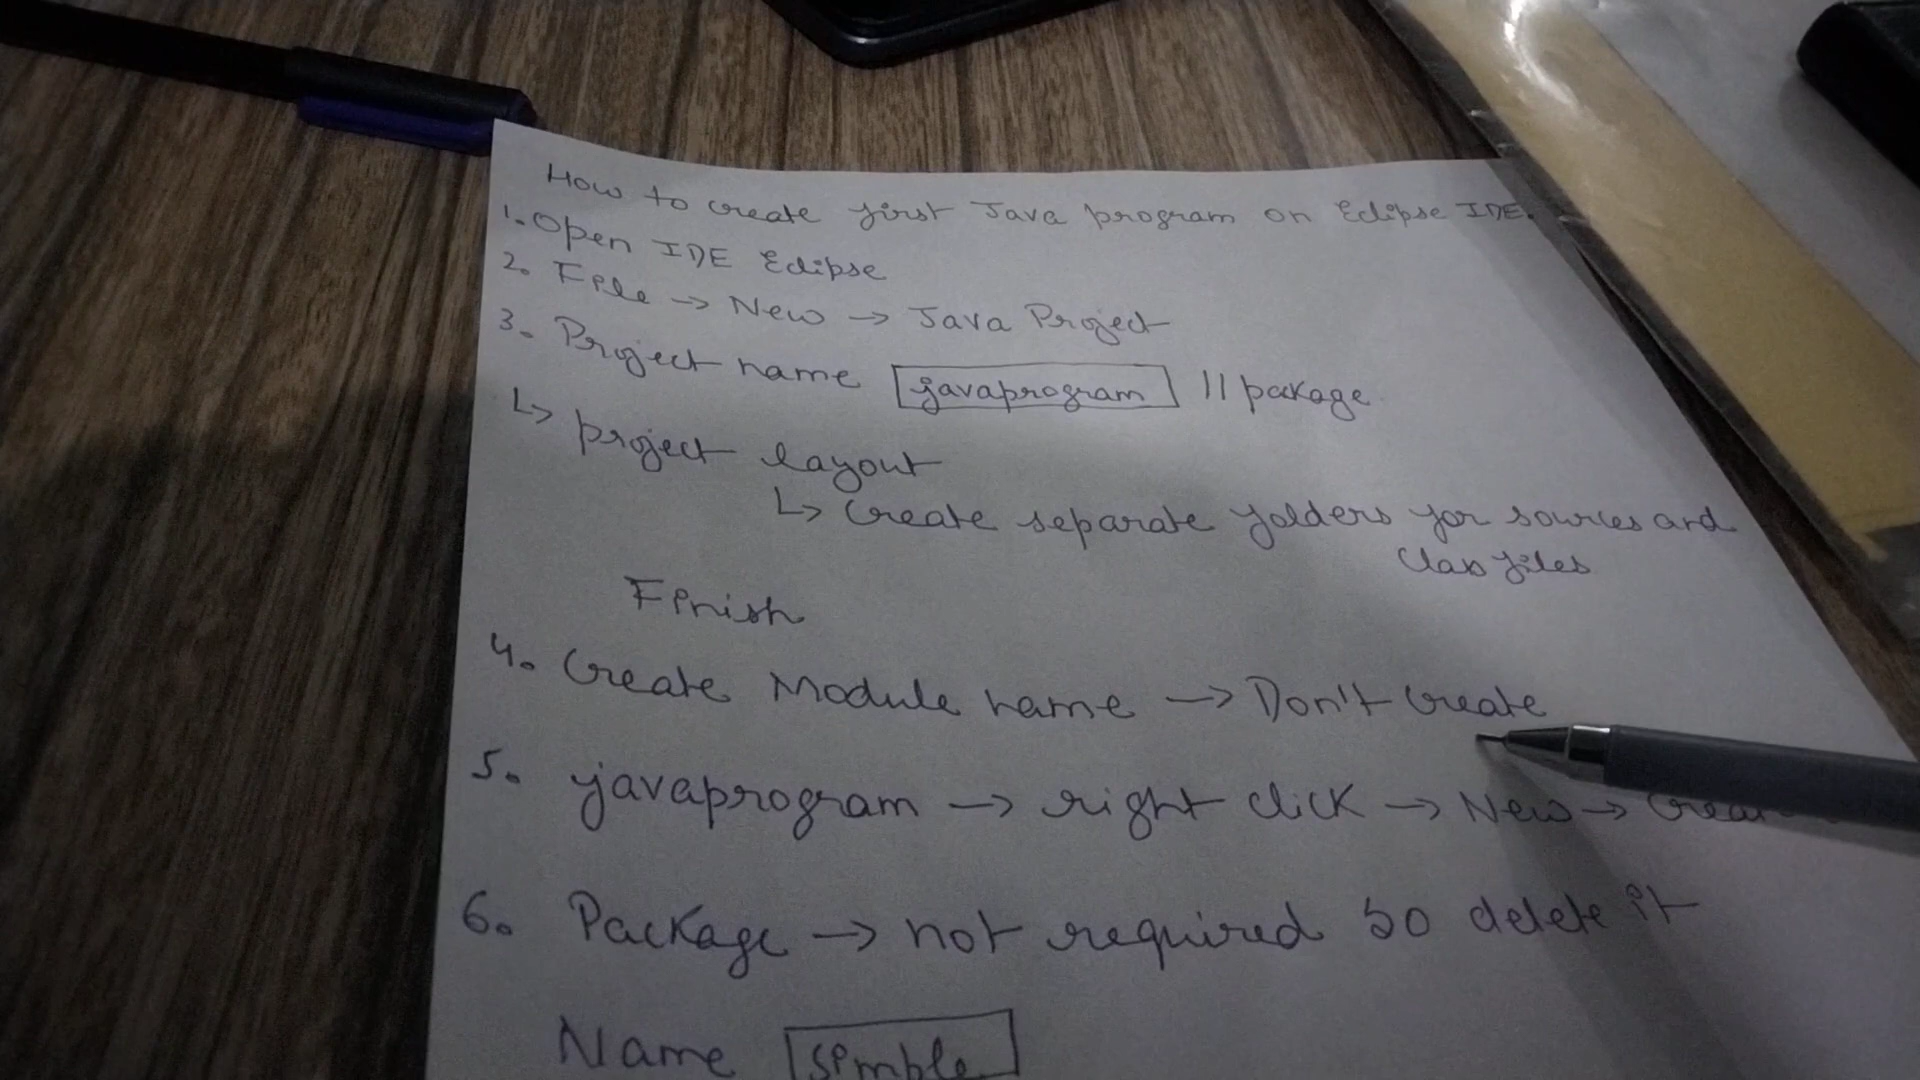 How to create first Java program on Eclipse IDE.
1. Open IDE Eclipse
2. File → New → Java Project
3. Project name javaprogram // package
↳ project layout
↳ Create separate folders for sources and
class files
Finish
4. Create Module name → Don't create
5. javaprogram → right click → New →
6. Package → not required so delete it
Name simple